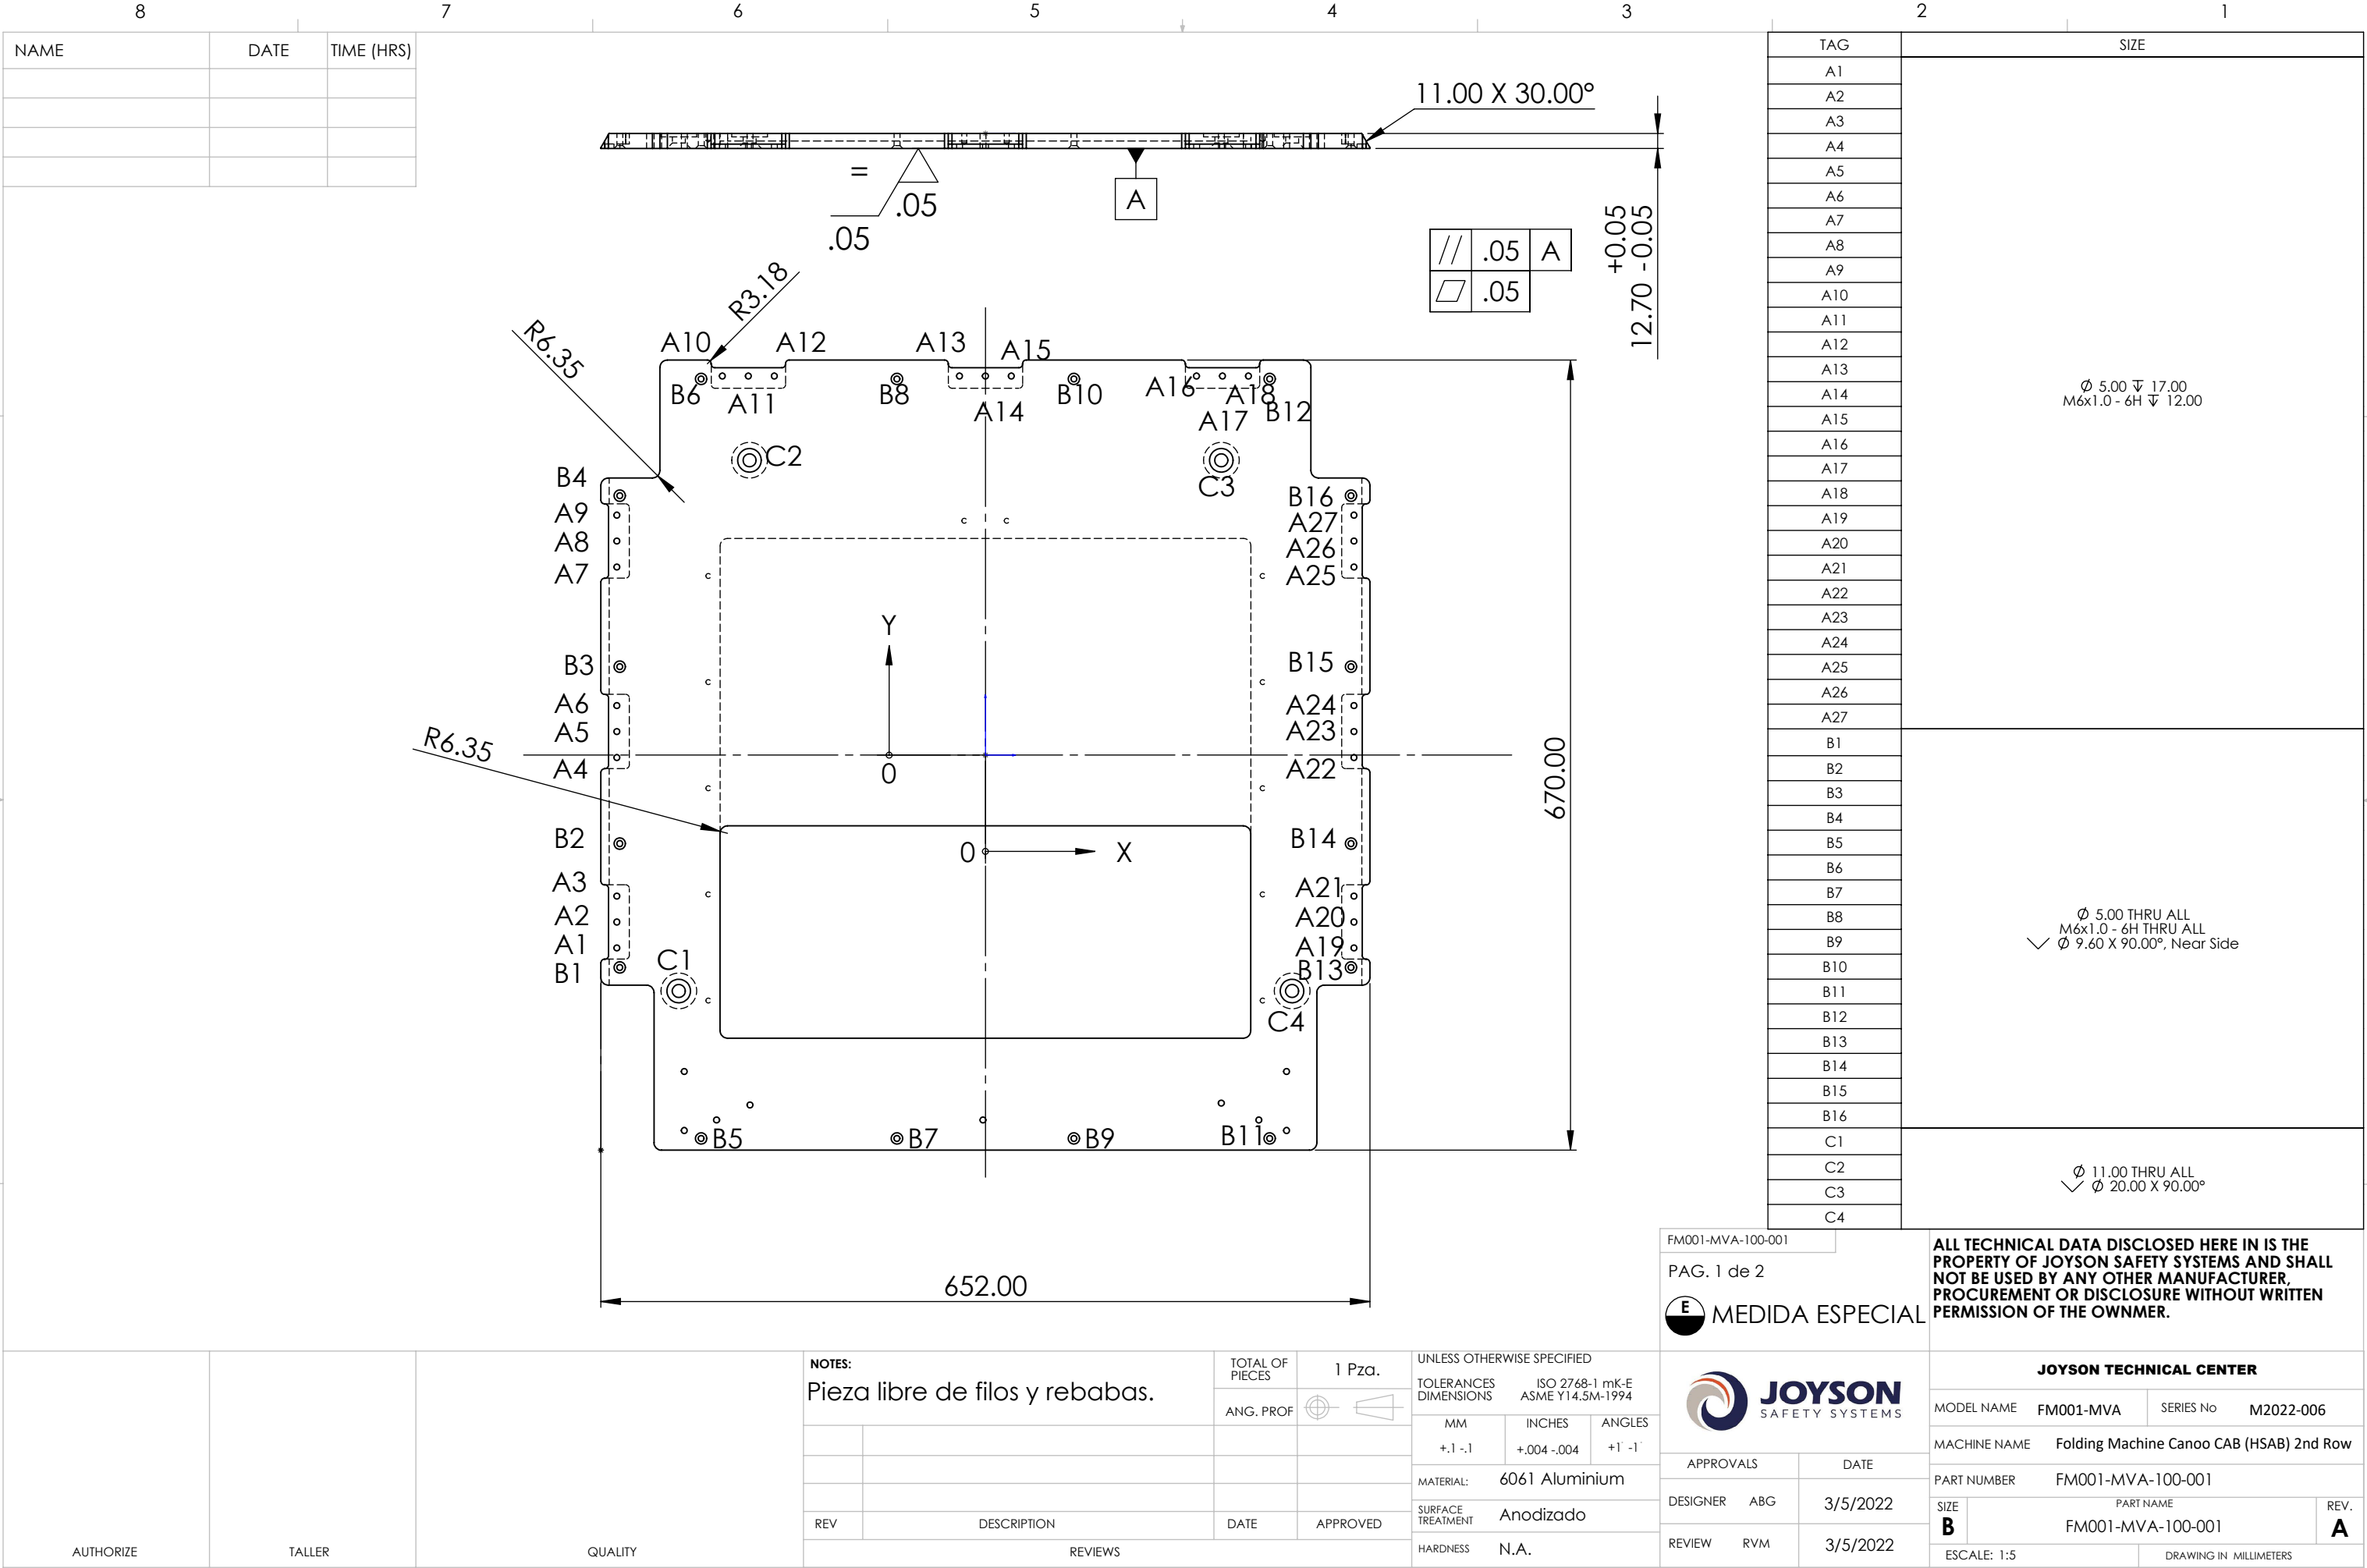 8 7 6 5 4 3 2 1
NAME DATE TIME (HRS)
11.00 X 30.00°
=
.05
.05
A
// .05 A
.05
12.70 +0.05 -0.05
R3.18
R6.35
A10 A12 A13 A15
B6 A11 B8 A14 B10 A16 A18 B12
A17
C2 C3
B4 B16
A9 A27
A8 A26
A7 A25
Y
B3 B15
A6 A24
A5 A23
R6.35
A4 0 A22
670.00
B2 0 X B14
A3 A21
A2 A20
A1 A19
B1 C1 B13
C4
B5 B7 B9 B11
652.00
TAG SIZE
A1
A2
A3
A4
A5
A6
A7
A8
A9
A10
A11
A12
A13
A14
A15
A16
A17
A18
A19
A20
A21
A22
A23
A24
A25
A26
A27
Ø 5.00 ↧ 17.00
M6x1.0 - 6H ↧ 12.00
B1
B2
B3
B4
B5
B6
B7
B8
B9
B10
B11
B12
B13
B14
B15
B16
Ø 5.00 THRU ALL
M6x1.0 - 6H THRU ALL
⌵ Ø 9.60 X 90.00°, Near Side
C1
C2
C3
C4
Ø 11.00 THRU ALL
⌵ Ø 20.00 X 90.00°
FM001-MVA-100-001
PAG. 1 de 2
E MEDIDA ESPECIAL
ALL TECHNICAL DATA DISCLOSED HERE IN IS THE
PROPERTY OF JOYSON SAFETY SYSTEMS AND SHALL
NOT BE USED BY ANY OTHER MANUFACTURER,
PROCUREMENT OR DISCLOSURE WITHOUT WRITTEN
PERMISSION OF THE OWNMER.
AUTHORIZE TALLER QUALITY
NOTES:
Pieza libre de filos y rebabas.
REV DESCRIPTION DATE APPROVED
REVIEWS
TOTAL OF
PIECES
1 Pza.
ANG. PROF
UNLESS OTHERWISE SPECIFIED
TOLERANCES ISO 2768-1 mK-E
DIMENSIONS ASME Y14.5M-1994
MM INCHES ANGLES
+.1 -.1 +.004 -.004 +1° -1°
MATERIAL: 6061 Aluminium
SURFACE
TREATMENT
Anodizado
HARDNESS N.A.
JOYSON
SAFETY SYSTEMS
APPROVALS DATE
DESIGNER ABG 3/5/2022
REVIEW RVM 3/5/2022
JOYSON TECHNICAL CENTER
MODEL NAME FM001-MVA SERIES No M2022-006
MACHINE NAME Folding Machine Canoo CAB (HSAB) 2nd Row
PART NUMBER FM001-MVA-100-001
SIZE PART NAME REV.
B FM001-MVA-100-001 A
ESCALE: 1:5 DRAWING IN MILLIMETERS